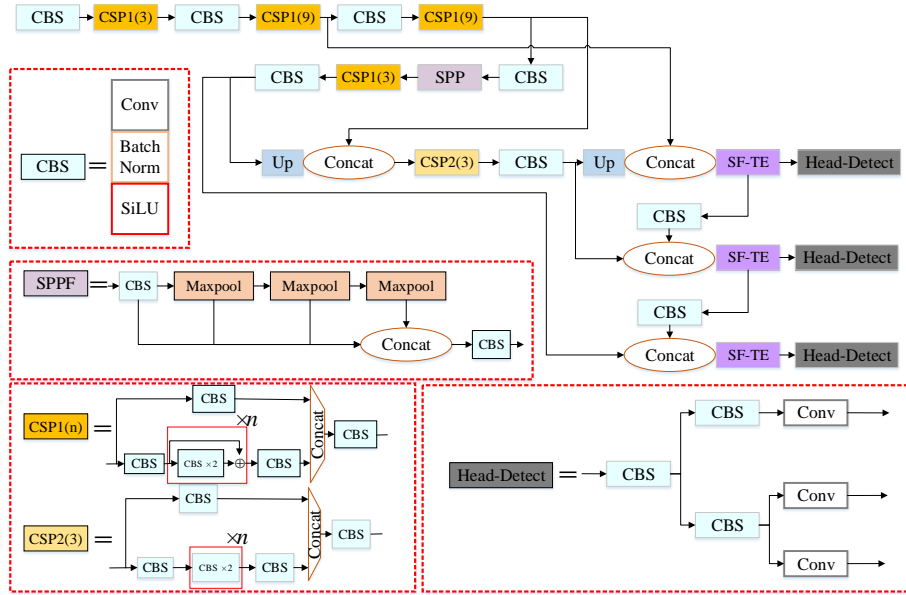 CBS CSP1(3) CBS CSP1(9) CBS CSP1(9)
CBS CSP1(3) SPP CBS
Up Concat CSP2(3) CBS Up Concat SF-TE Head-Detect
CBS
Concat SF-TE Head-Detect
CBS
Concat SF-TE Head-Detect
CBS = Conv
Batch
Norm
SiLU
SPPF = CBS Maxpool Maxpool Maxpool
Concat CBS
CSP1(n) = CBS
×n
CBS CBS ×2 ⊕ CBS Concat CBS
CSP2(3) = CBS
×n
CBS CBS ×2 CBS Concat CBS
Head-Detect = CBS
CBS Conv
CBS Conv
Conv